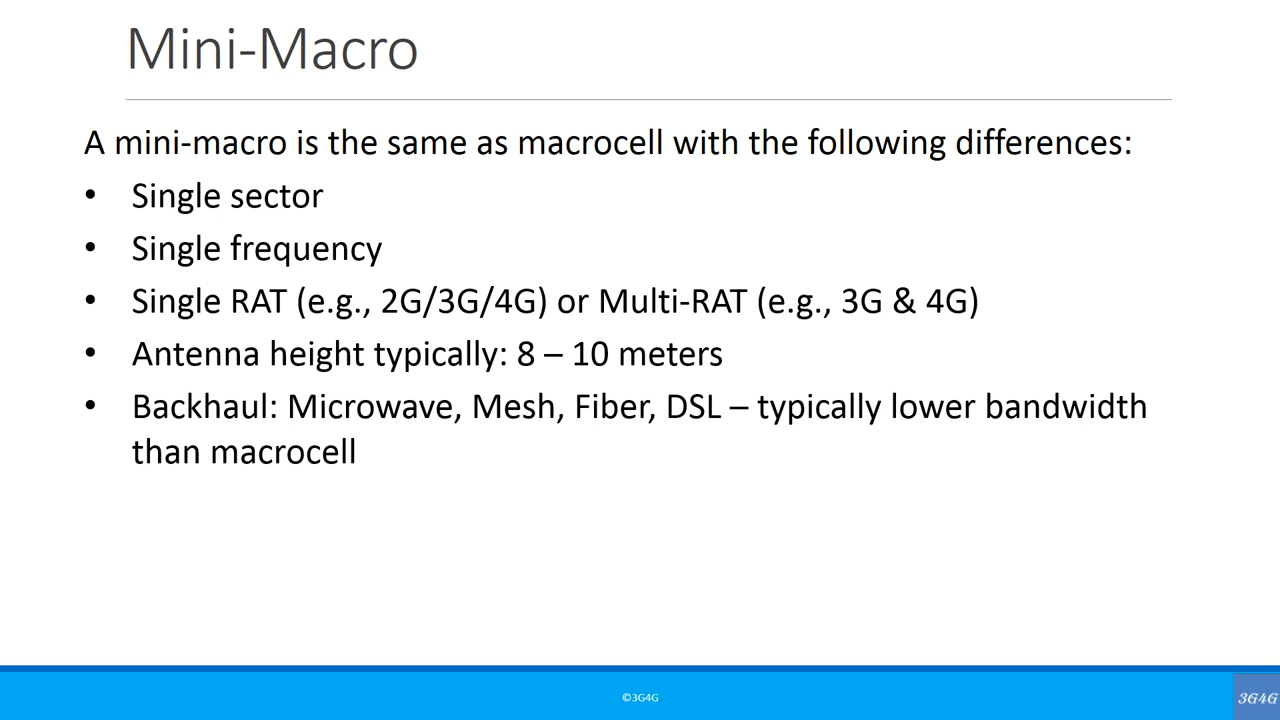 Mini-Macro
A mini-macro is the same as macrocell with the following differences:
• Single sector
• Single frequency
• Single RAT (e.g., 2G/3G/4G) or Multi-RAT (e.g., 3G & 4G)
• Antenna height typically: 8 – 10 meters
• Backhaul: Microwave, Mesh, Fiber, DSL – typically lower bandwidth
than macrocell
©3G4G
3G4G